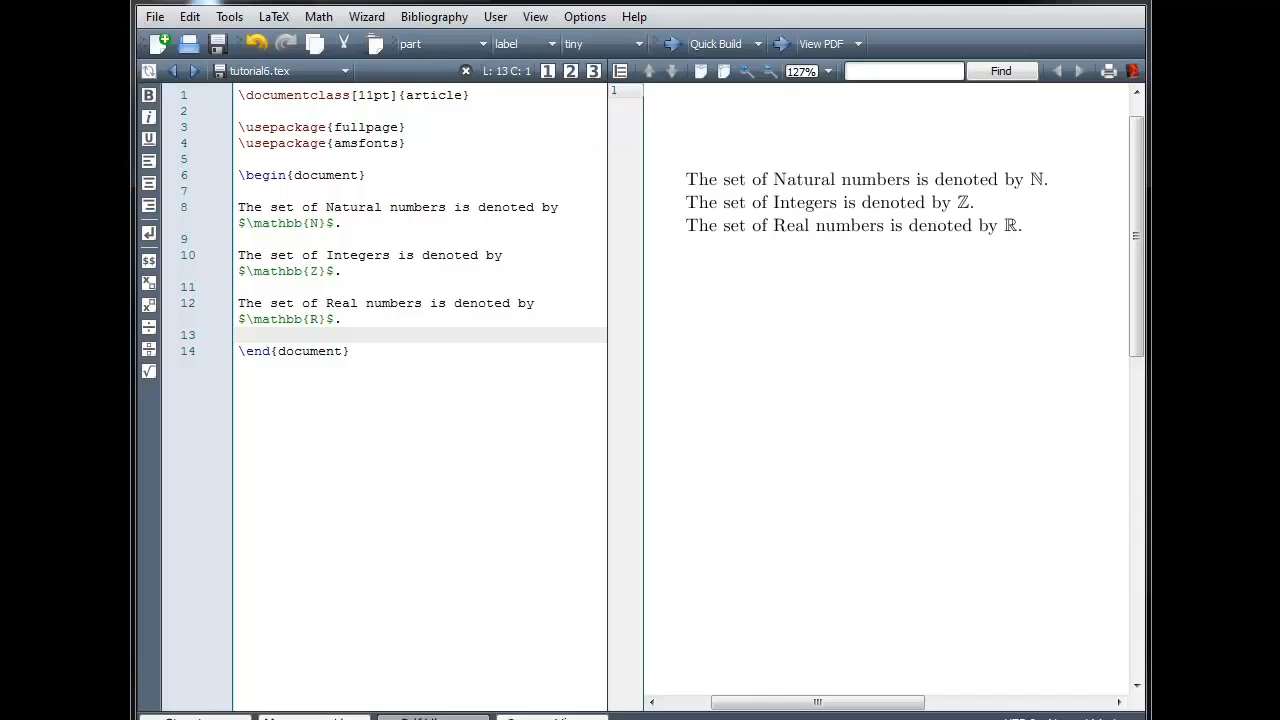 File Edit Tools LaTeX Math Wizard Bibliography User View Options Help
part label tiny Quick Build View PDF
tutorial6.tex L: 13 C: 1 1 2 3 127% Find
1 \documentclass[11pt]{article}
2
3 \usepackage{fullpage}
4 \usepackage{amsfonts}
5
6 \begin{document}
7
8 The set of Natural numbers is denoted by
$\mathbb{N}$.
9
10 The set of Integers is denoted by
$\mathbb{Z}$.
11
12 The set of Real numbers is denoted by
$\mathbb{R}$.
13
14 \end{document}
1
The set of Natural numbers is denoted by ℕ.
The set of Integers is denoted by ℤ.
The set of Real numbers is denoted by ℝ.